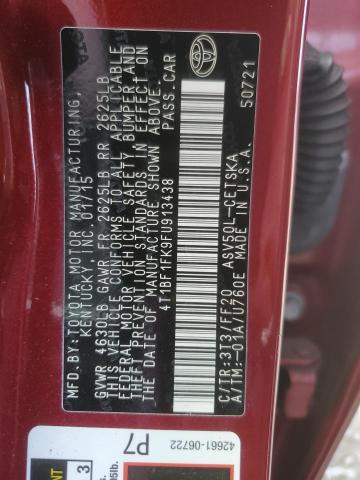 MFD. BY: TOYOTA MOTOR MANUFACTURING,
KENTUCKY, INC. 01/15
GVWR 4630LB GAWR FR 2625LB RR 2625LB
THIS VEHICLE CONFORMS TO ALL APPLICABLE
FEDERAL MOTOR VEHICLE SAFETY, BUMPER, AND
THEFT PREVENTION STANDARDS IN EFFECT ON
THE DATE OF MANUFACTURE SHOWN ABOVE.
4T1BF1FK9FU913438 PASS.CAR
C/TR:3T3/FF20 ASV50L-CETSKA
A/TM:-03A/U760E MADE IN U.S.A.
50721
42661-06722
P7
3